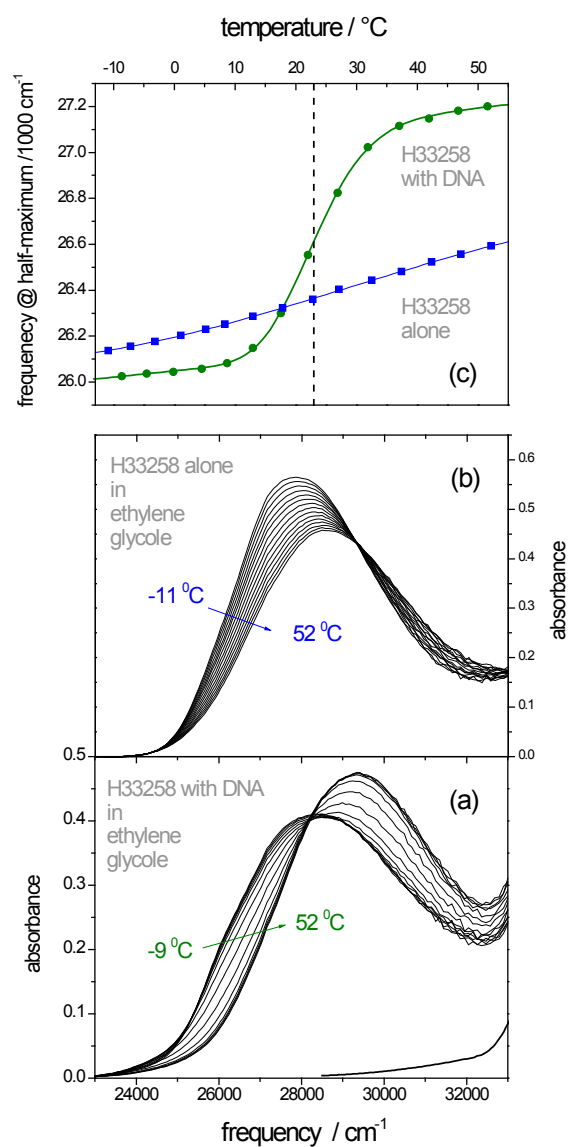 temperature / °C
-10 0 10 20 30 40 50
frequenecy @ half-maximum /1000 cm⁻¹
27.2
27.0
26.8
26.6
26.4
26.2
26.0
H33258
with DNA
H33258
alone
(c)
H33258 alone
in
ethylene
glycole
(b)
-11 ⁰C
52 ⁰C
absorbance
0.6
0.5
0.4
0.3
0.2
0.1
0.0
0.5
H33258 with DNA
in
ethylene
glycole
(a)
-9 ⁰C
52 ⁰C
absorbance
0.4
0.3
0.2
0.1
0.0
24000 26000 28000 30000 32000
frequency / cm⁻¹